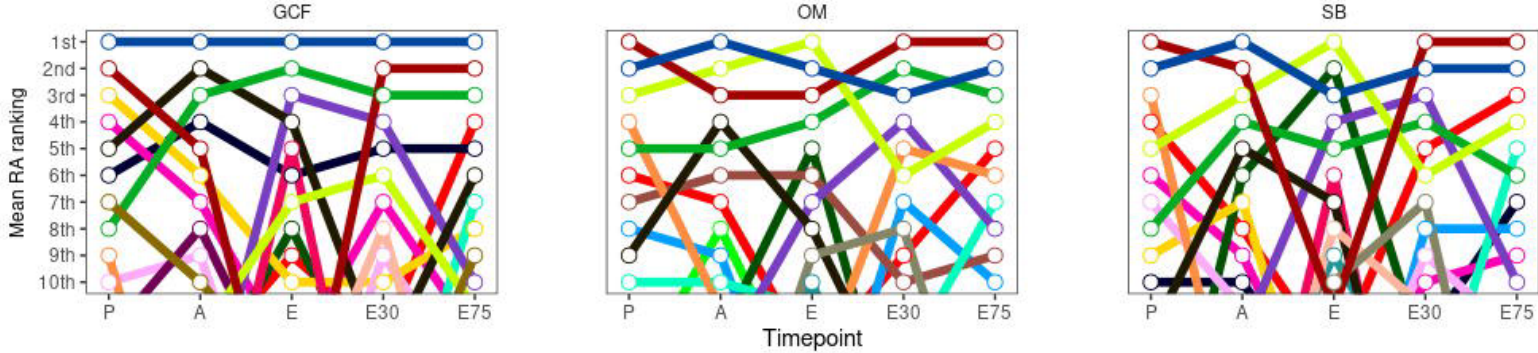 GCF
OM
SB
Mean RA ranking
1st
2nd
3rd
4th
5th
6th
7th
8th
9th
10th
P A E E30 E75
P A E E30 E75
P A E E30 E75
Timepoint